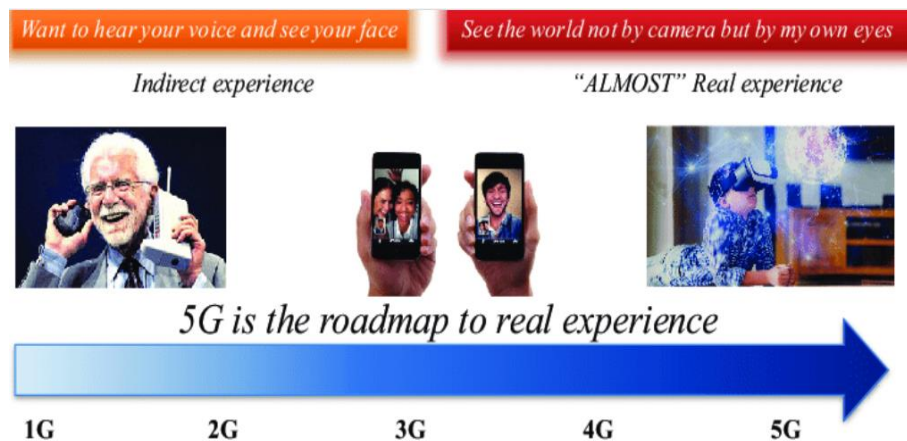 Want to hear your voice and see your face
See the world not by camera but by my own eyes
Indirect experience
“ALMOST” Real experience
5G is the roadmap to real experience
1G 2G 3G 4G 5G